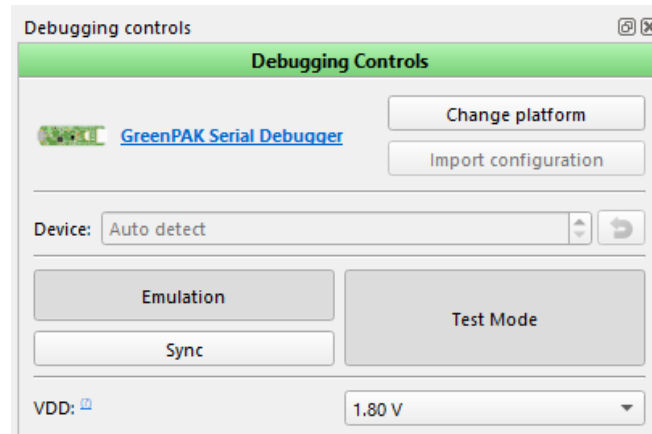 Debugging controls
Debugging Controls
GreenPAK Serial Debugger
Change platform
Import configuration
Device:
Auto detect
Emulation
Test Mode
Sync
VDD:
1.80 V